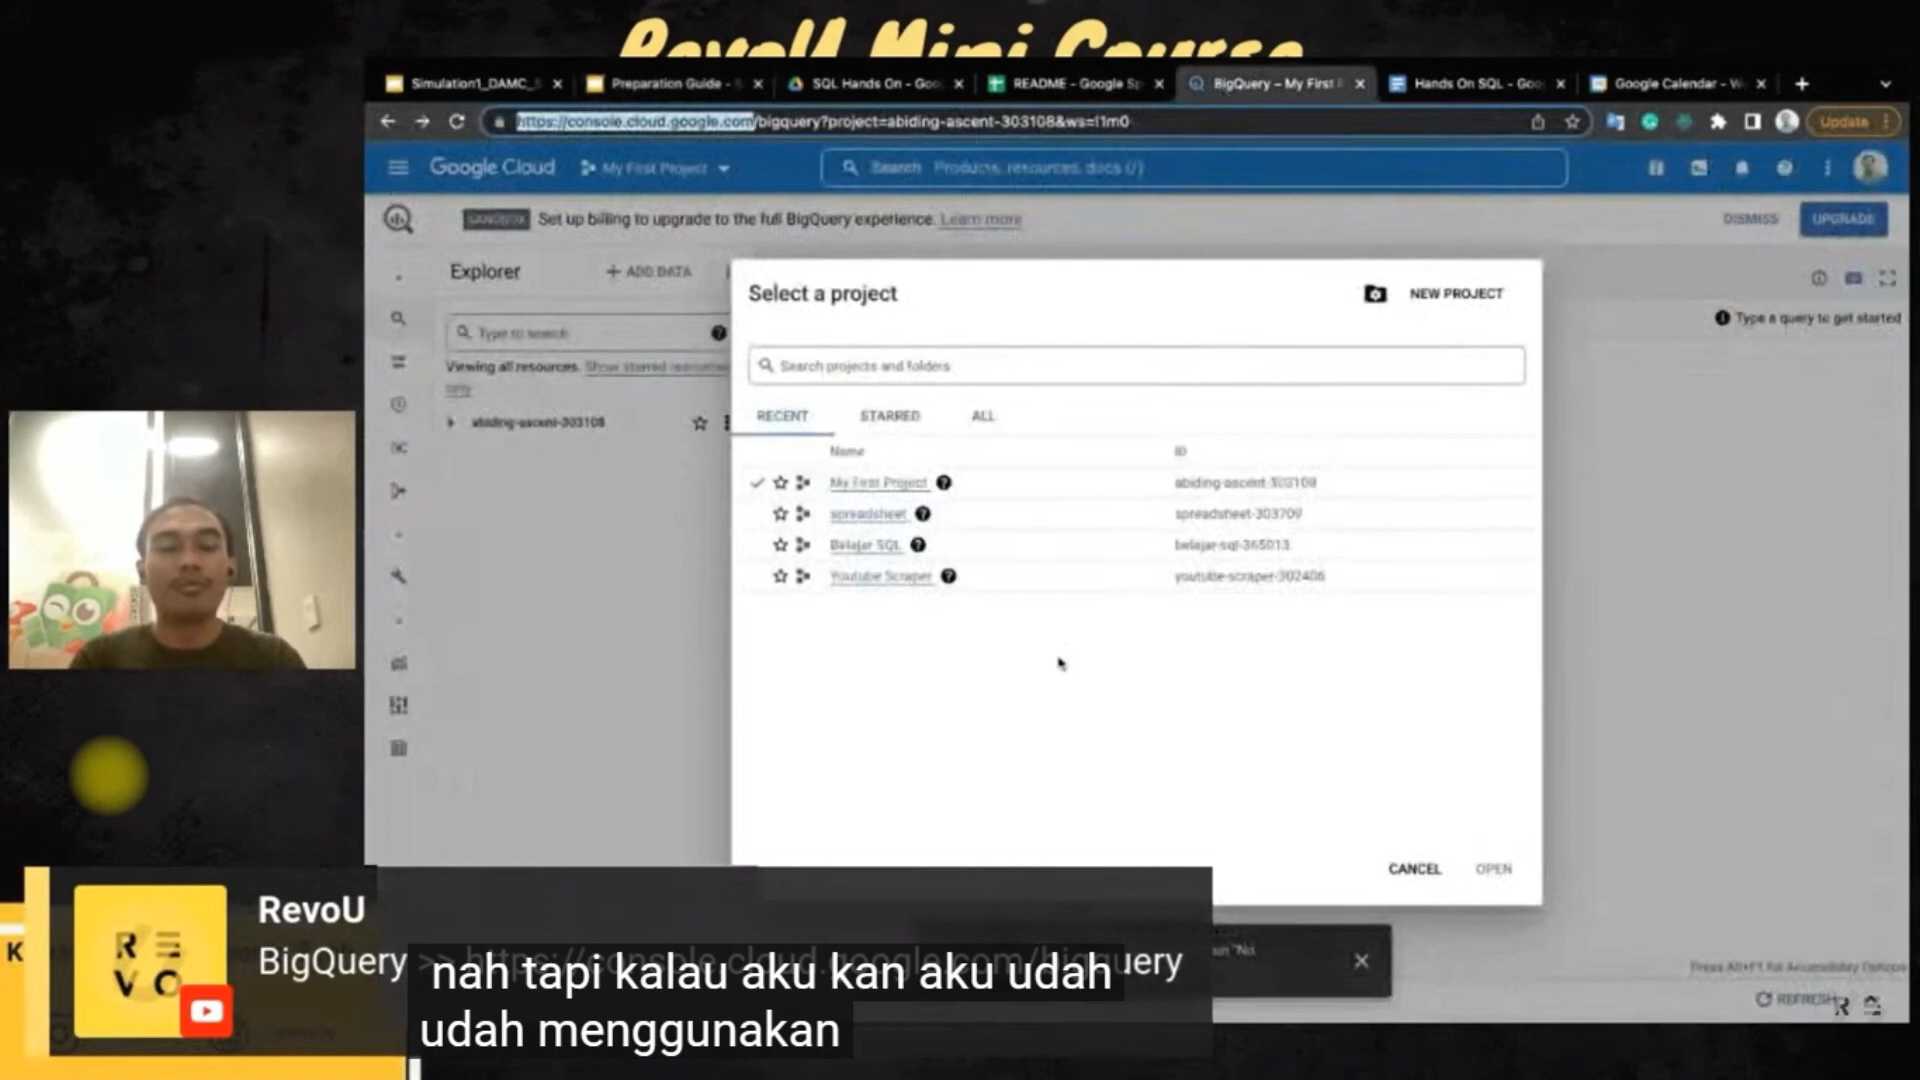 RevoU Mini Course
Simulation1_DAMC_S
Preparation Guide -
SQL Hands On - Goo
README - Google Sp
BigQuery – My First P
Hands On SQL - Goo
Google Calendar - W
https://console.cloud.google.com/bigquery?project=abiding-ascent-303108&ws=!1m0
Update
Google Cloud
My First Project
Search Products, resources, docs (/)
SANDBOX Set up billing to upgrade to the full BigQuery experience. Learn more
DISMISS
UPGRADE
Explorer
+ ADD DATA
Type to search
Viewing all resources. Show starred resources
only.
abiding-ascent-303108
Type a query to get started
Select a project
NEW PROJECT
Search projects and folders
RECENT
STARRED
ALL
Name
ID
My First Project
abiding-ascent-303108
spreadsheet
spreadsheet-303709
Belajar SQL
belajar-sql-365013
Youtube Scraper
youtube-scraper-302406
CANCEL
OPEN
Press Alt+F1 for Accessibility Options
REFRESH
K
R E
V O
RevoU
BigQuery >> https://console.cloud.google.com/bigquery
nah tapi kalau aku kan aku udah
udah menggunakan